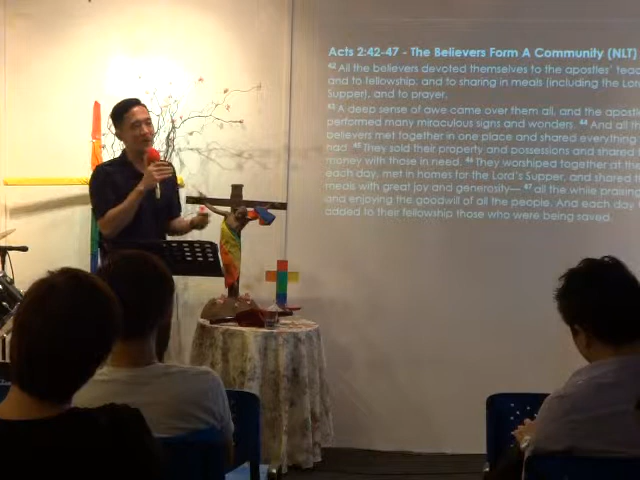 Acts 2:42-47 - The Believers Form A Community (NLT)
42 All the believers devoted themselves to the apostles'
and to fellowship, and to sharing in meals (including the
Supper), and to prayer.
43 A deep sense of awe came over them all, and the
performed many miraculous signs and wonders. 44 And all
believers met together in one place and shared everything
had. 45 They sold their property and possessions and shared
money with those in need. 46 They worshiped together at
each day, met in homes for the Lord's Supper, and shared
meals with great joy and generosity— 47 all the while praising
and enjoying the goodwill of all the people. And each day
added to their fellowship those who were being saved.